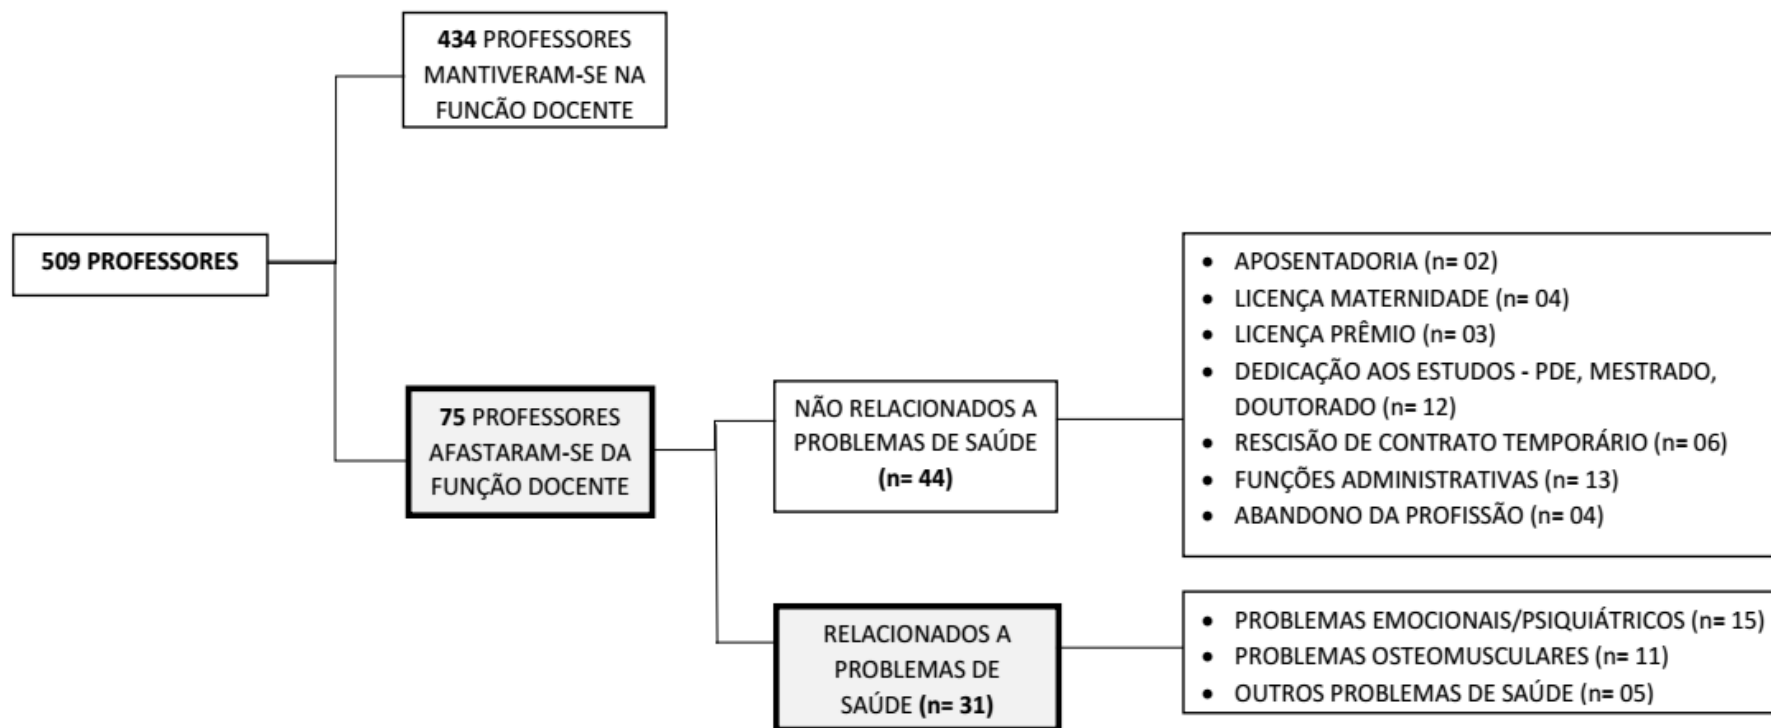 434 PROFESSORES
MANTIVERAM-SE NA
FUNCÃO DOCENTE
509 PROFESSORES
75 PROFESSORES
AFASTARAM-SE DA
FUNÇÃO DOCENTE
NÃO RELACIONADOS A
PROBLEMAS DE SAÚDE
(n= 44)
• APOSENTADORIA (n= 02)
• LICENÇA MATERNIDADE (n= 04)
• LICENÇA PRÊMIO (n= 03)
• DEDICAÇÃO AOS ESTUDOS - PDE, MESTRADO,
DOUTORADO (n= 12)
• RESCISÃO DE CONTRATO TEMPORÁRIO (n= 06)
• FUNÇÕES ADMINISTRATIVAS (n= 13)
• ABANDONO DA PROFISSÃO (n= 04)
RELACIONADOS A
PROBLEMAS DE
SAÚDE (n= 31)
• PROBLEMAS EMOCIONAIS/PSIQUIÁTRICOS (n= 15)
• PROBLEMAS OSTEOMUSCULARES (n= 11)
• OUTROS PROBLEMAS DE SAÚDE (n= 05)